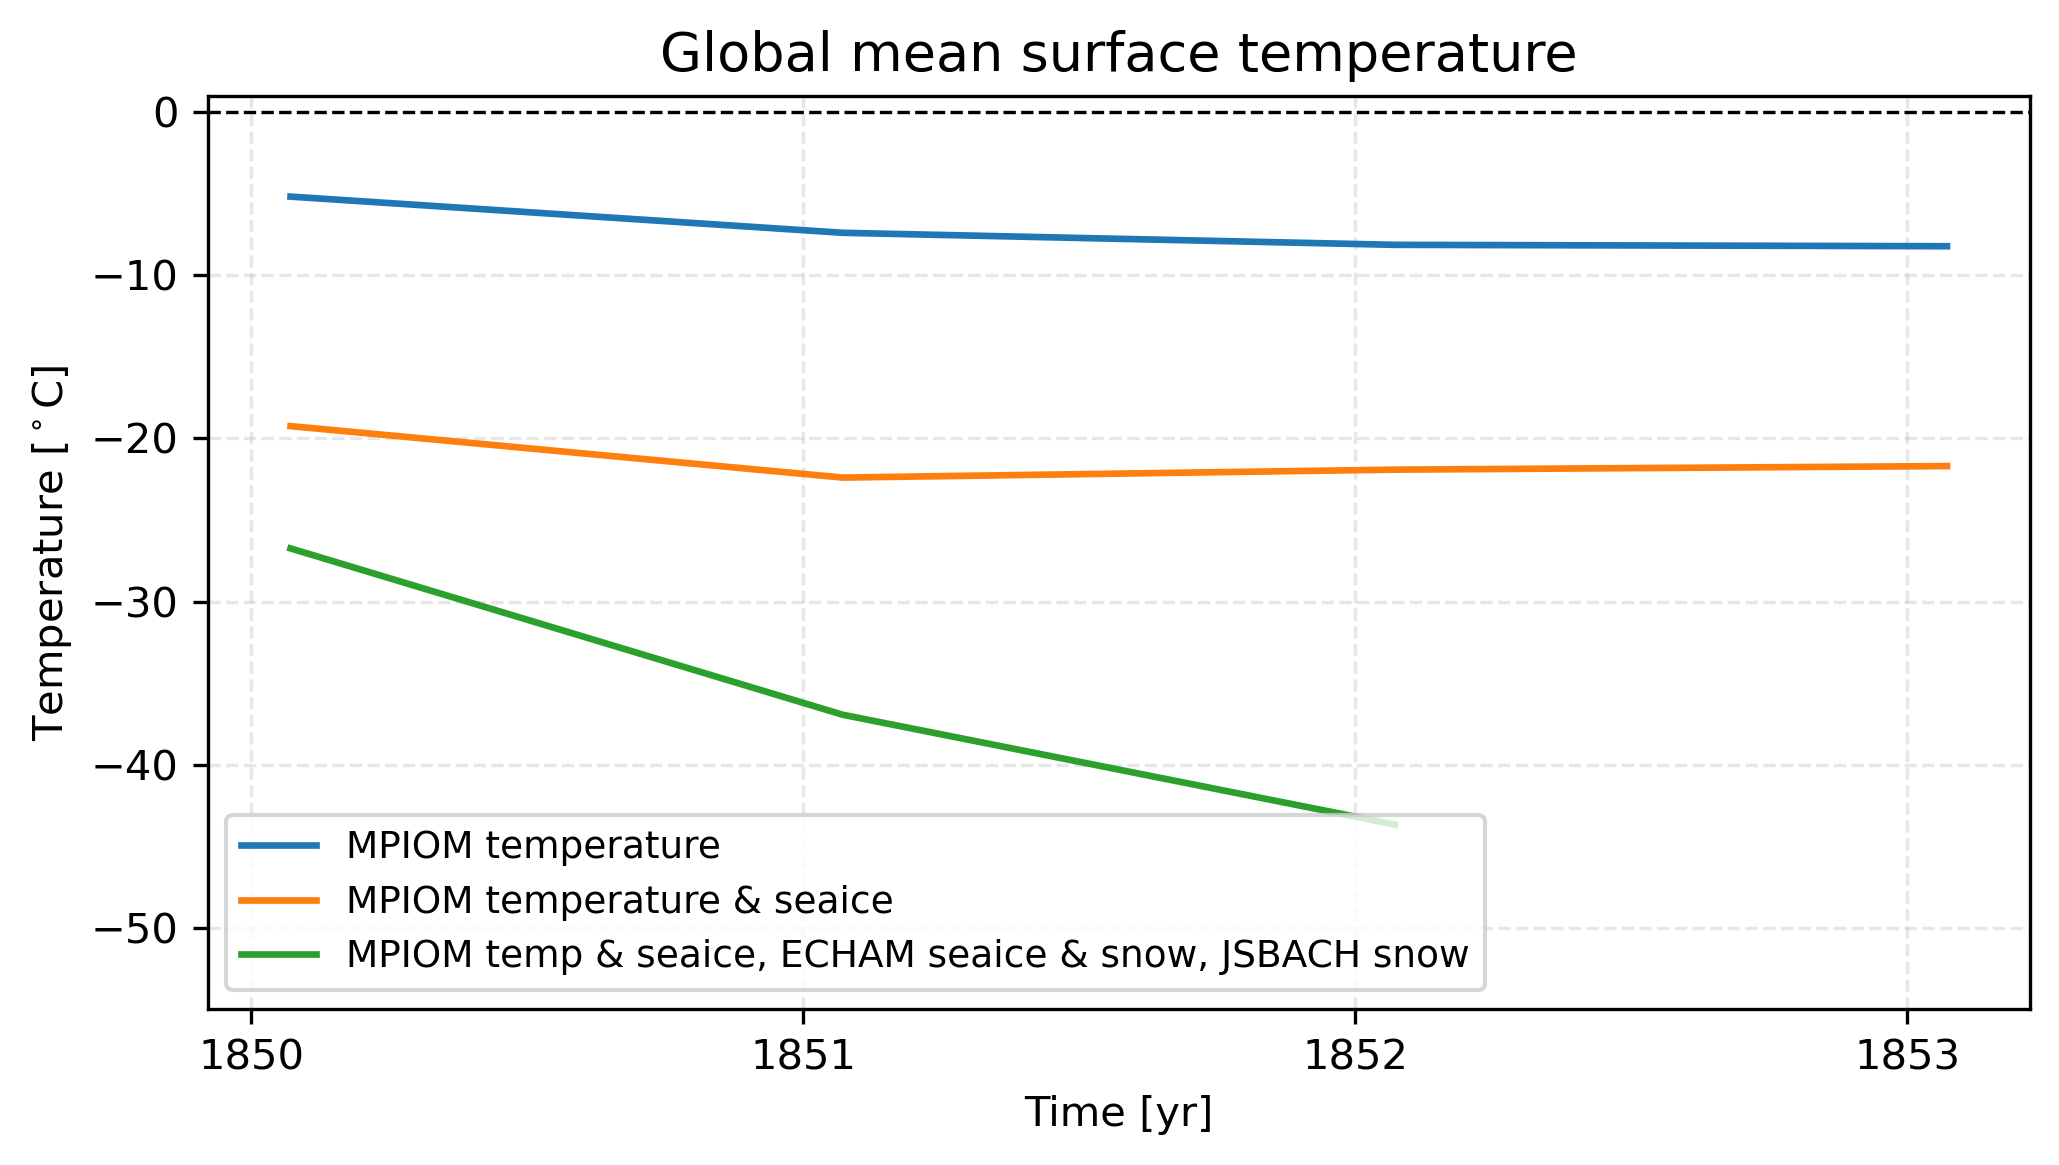 Global mean surface temperature
0
−10
−20
−30
−40
−50
Temperature [°C]
MPIOM temperature
MPIOM temperature & seaice
MPIOM temp & seaice, ECHAM seaice & snow, JSBACH snow
1850 1851 1852 1853
Time [yr]